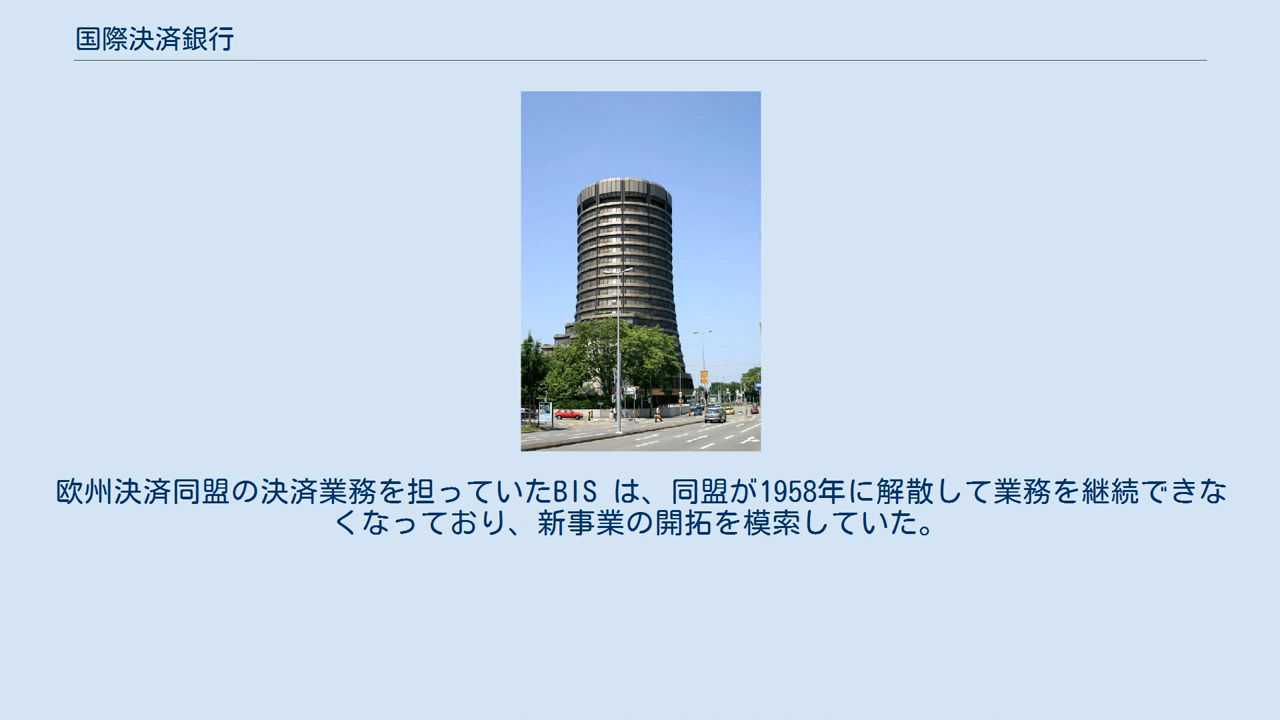 国際決済銀行
欧州決済同盟の決済業務を担っていたBIS は、同盟が1958年に解散して業務を継続できな
くなっており、新事業の開拓を模索していた。